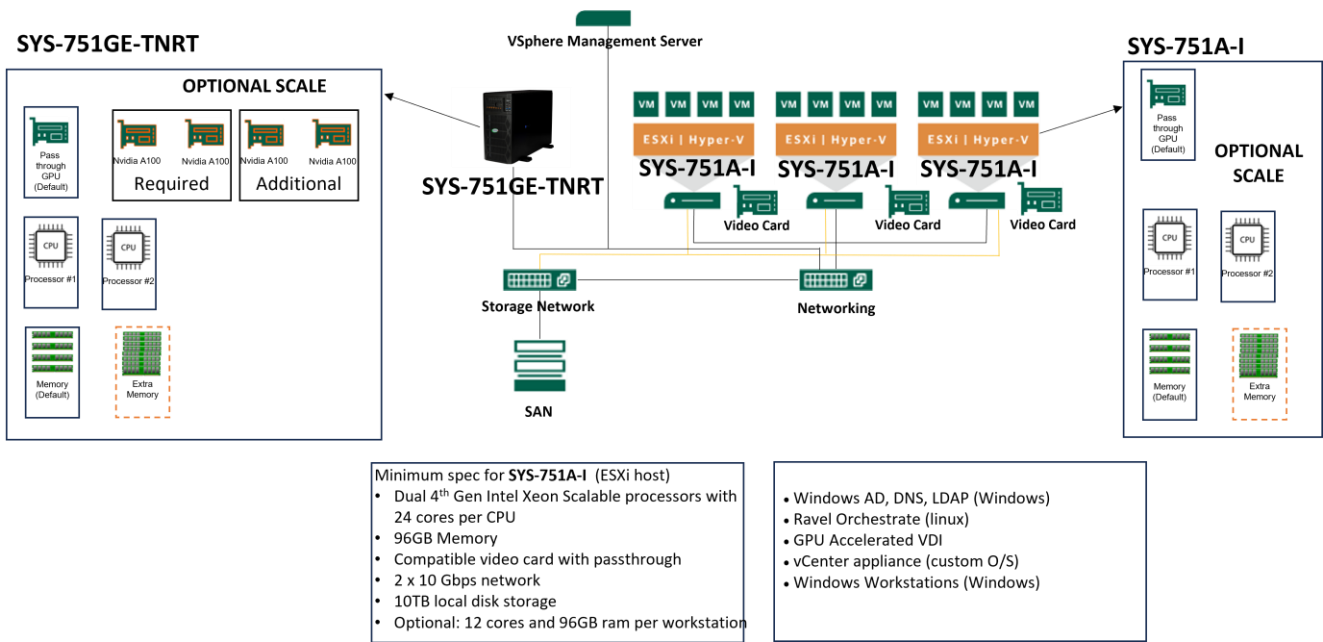 SYS-751GE-TNRT
OPTIONAL SCALE
Pass
through
GPU
(Default)
Nvidia A100
Nvidia A100
Required
Nvidia A100
Nvidia A100
Additional
CPU
Processor #1
CPU
Processor #2
Memory
(Default)
Extra
Memory
VSphere Management Server
SYS-751GE-TNRT
VM VM VM VM
ESXi | Hyper-V
SYS-751A-I
Video Card
VM VM VM VM
ESXi | Hyper-V
SYS-751A-I
Video Card
VM VM VM VM
ESXi | Hyper-V
SYS-751A-I
Video Card
Storage Network
Networking
SAN
SYS-751A-I
Pass
through
GPU
(Default)
OPTIONAL
SCALE
CPU
Processor #1
CPU
Processor #2
Memory
(Default)
Extra
Memory
Minimum spec for SYS-751A-I (ESXi host)
• Dual 4th Gen Intel Xeon Scalable processors with
24 cores per CPU
• 96GB Memory
• Compatible video card with passthrough
• 2 x 10 Gbps network
• 10TB local disk storage
• Optional: 12 cores and 96GB ram per workstation
• Windows AD, DNS, LDAP (Windows)
• Ravel Orchestrate (linux)
• GPU Accelerated VDI
• vCenter appliance (custom O/S)
• Windows Workstations (Windows)